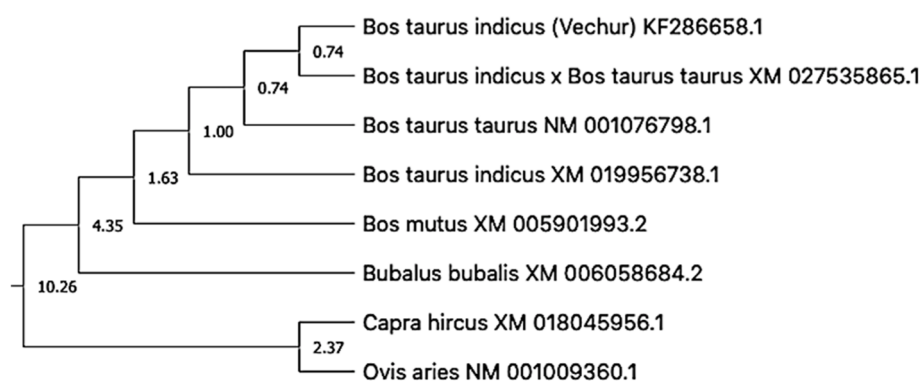 Bos taurus indicus (Vechur) KF286658.1
0.74
Bos taurus indicus x Bos taurus taurus XM 027535865.1
0.74
Bos taurus taurus NM 001076798.1
1.00
Bos taurus indicus XM 019956738.1
1.63
Bos mutus XM 005901993.2
4.35
Bubalus bubalis XM 006058684.2
10.26
Capra hircus XM 018045956.1
2.37
Ovis aries NM 001009360.1